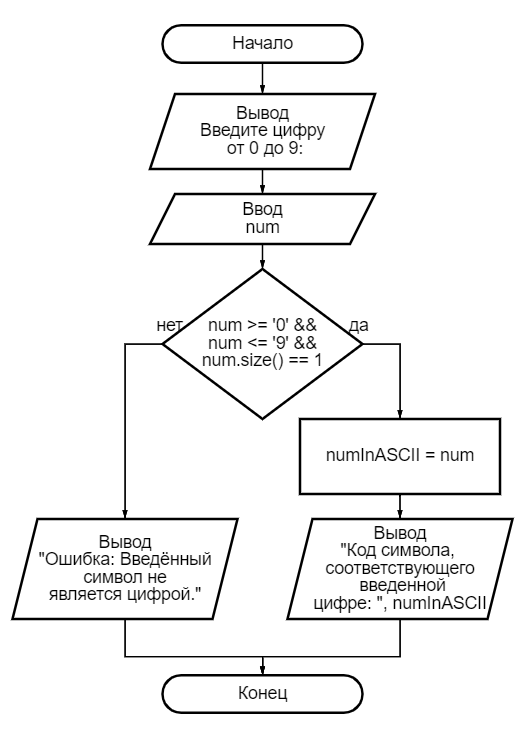 Начало
Вывод
Введите цифру
от 0 до 9:
Ввод
num
нет
num >= '0' &&
num <= '9' &&
num.size() == 1
да
numInASCII = num
Вывод
"Ошибка: Введённый
символ не
является цифрой."
Вывод
"Код символа,
соответствующего
введенной
цифре: ", numInASCII
Конец